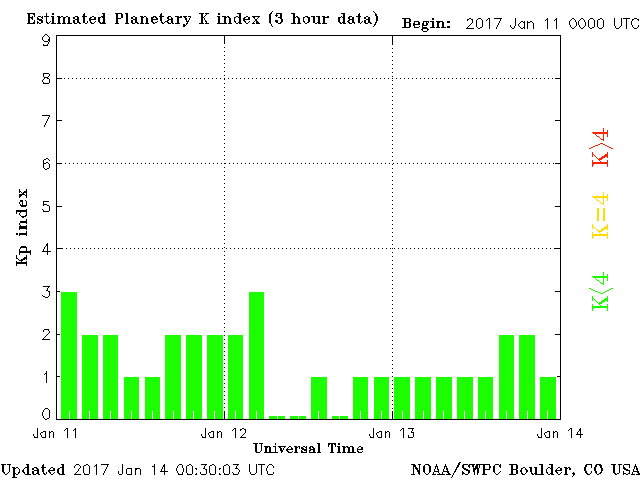 Estimated Planetary K index (3 hour data) Begin: 2017 Jan 11 0000 UTC
9
8
7
6
5
4
3
2
1
0
Kp index
K>4
K=4
K<4
Jan 11 Jan 12 Jan 13 Jan 14
Universal Time
Updated 2017 Jan 14 00:30:03 UTC NOAA/SWPC Boulder, CO USA